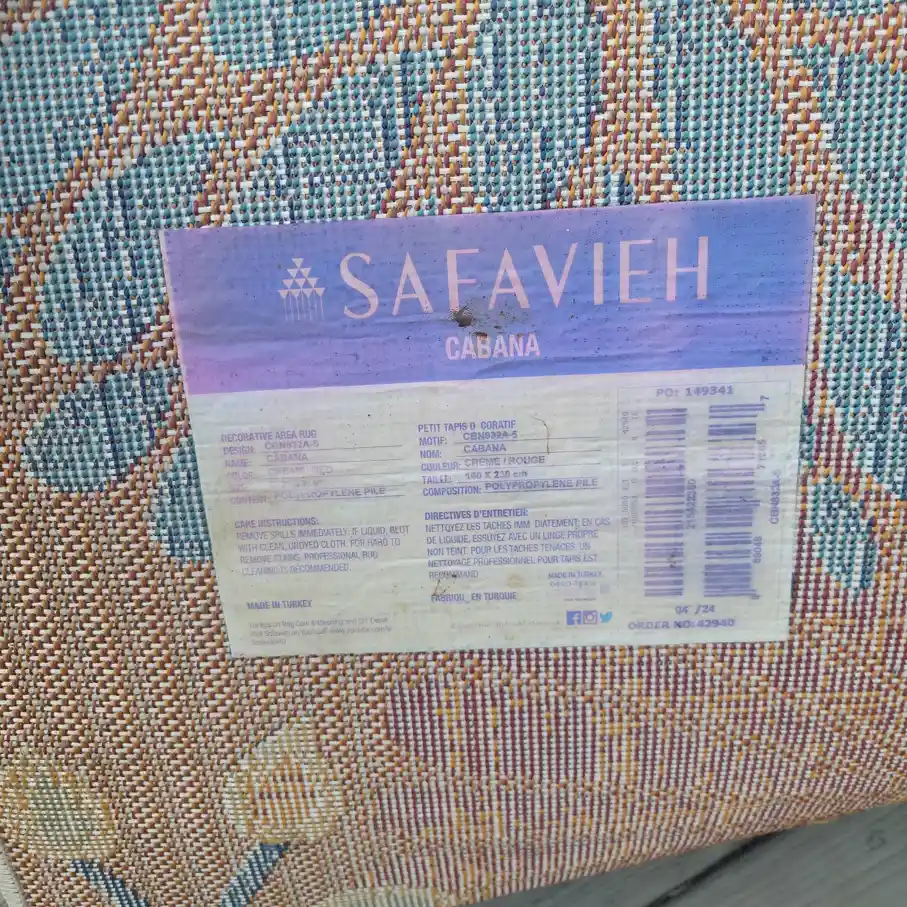 SAFAVIEH
CABANA
DECORATIVE AREA RUG
DESIGN: CBN832A-5
NAME: CABANA
CONTENT: POLYPROPYLENE PILE
CARE INSTRUCTIONS:
REMOVE SPILLS IMMEDIATELY. IF LIQUID, BLOT
WITH CLEAN, UNDYED CLOTH. FOR HARD TO
REMOVE STAINS, PROFESSIONAL RUG
CLEANING IS RECOMMENDED
MADE IN TURKEY
PETIT TAPIS D CORATIF
MOTIF: CBN832A-5
NOM: CABANA
COULEUR: CREME / ROUGE
TAILLE: 160 X 230 cm
COMPOSITION: POLYPROPYLENE PILE
DIRECTIVES D'ENTRETIEN:
NETTOYEZ LES TACHES IMM DIATEMENT; EN CAS
DE LIQUIDE, ESSUYEZ AVEC UN LINGE PROPRE
NON TEINT. POUR LES TACHES TENACES, UN
NETTOYAGE PROFESSIONNEL POUR TAPIS EST
RECOMMAND
MADE IN TURKEY
FABRIQU EN TURQUIE
PO: 149341
04 /24
ORDER NO: 42940